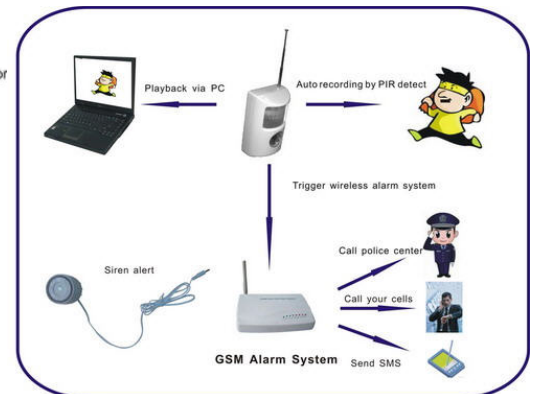 or
Playback via PC
Auto recording by PIR detect
Trigger wireless alarm system
Call police center
Siren alert
Call your cells
GSM Alarm System
Send SMS